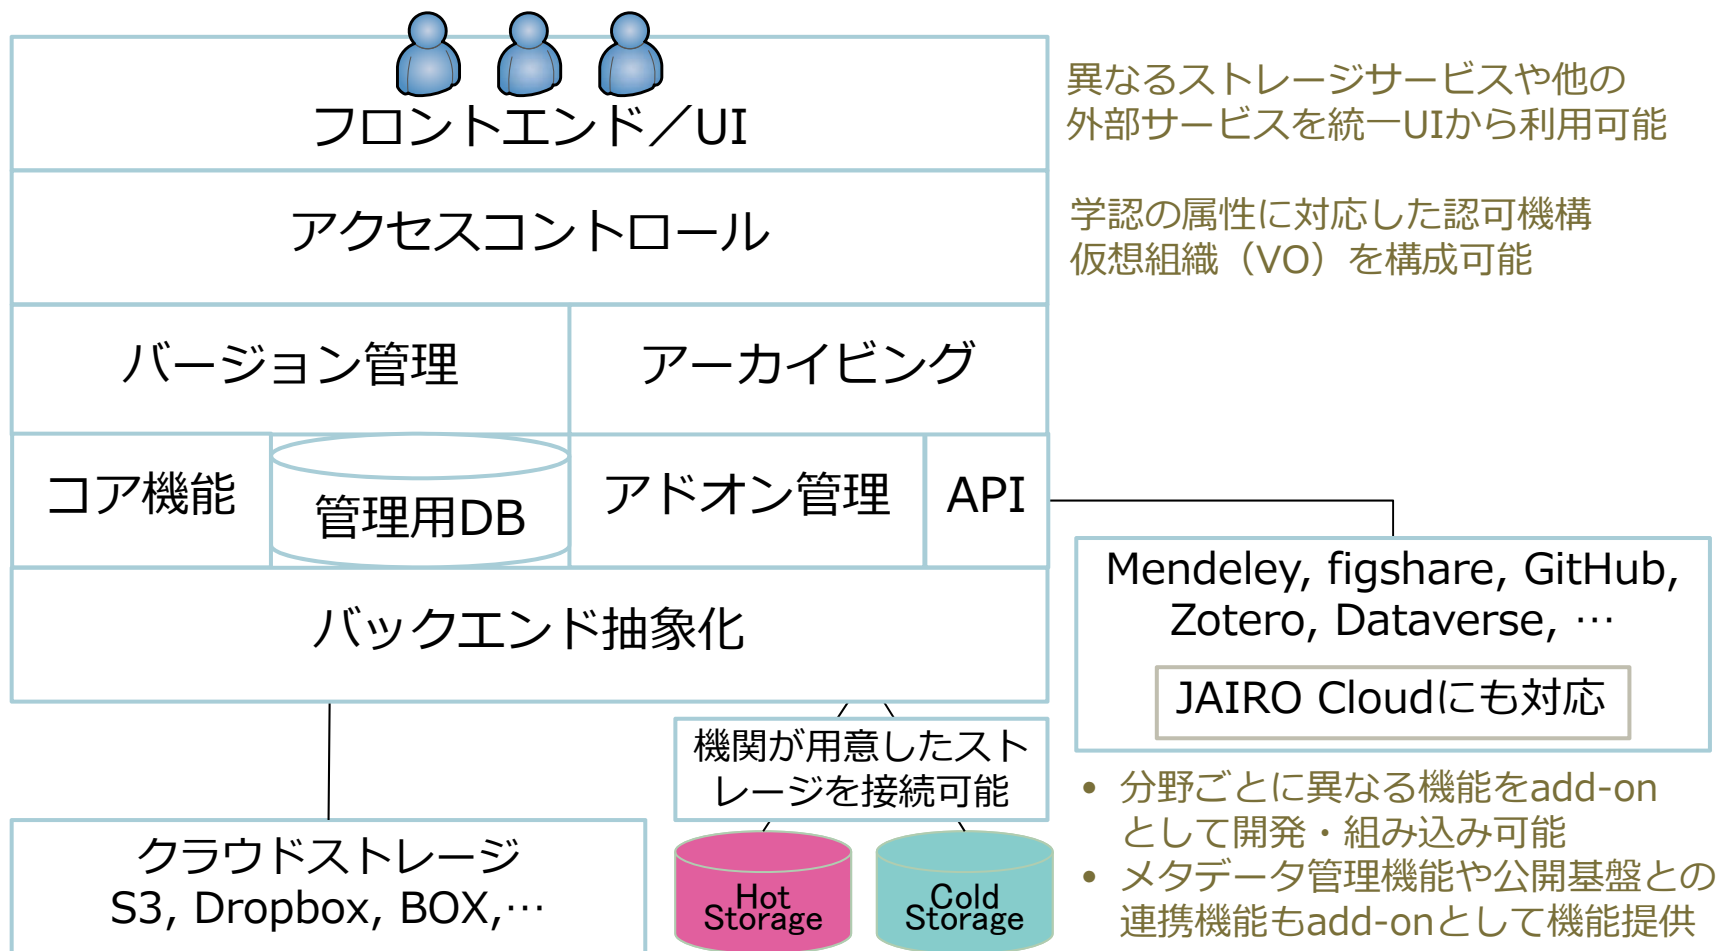 フロントエンド／UI
異なるストレージサービスや他の
外部サービスを統一UIから利用可能
アクセスコントロール
学認の属性に対応した認可機構
仮想組織（VO）を構成可能
バージョン管理
アーカイビング
コア機能
管理用DB
アドオン管理
API
バックエンド抽象化
Mendeley, figshare, GitHub,
Zotero, Dataverse, …
JAIRO Cloudにも対応
機関が用意したスト
レージを接続可能
クラウドストレージ
S3, Dropbox, BOX,…
Hot
Storage
Cold
Storage
• 分野ごとに異なる機能をadd-on
として開発・組み込み可能
• メタデータ管理機能や公開基盤との
連携機能もadd-onとして機能提供